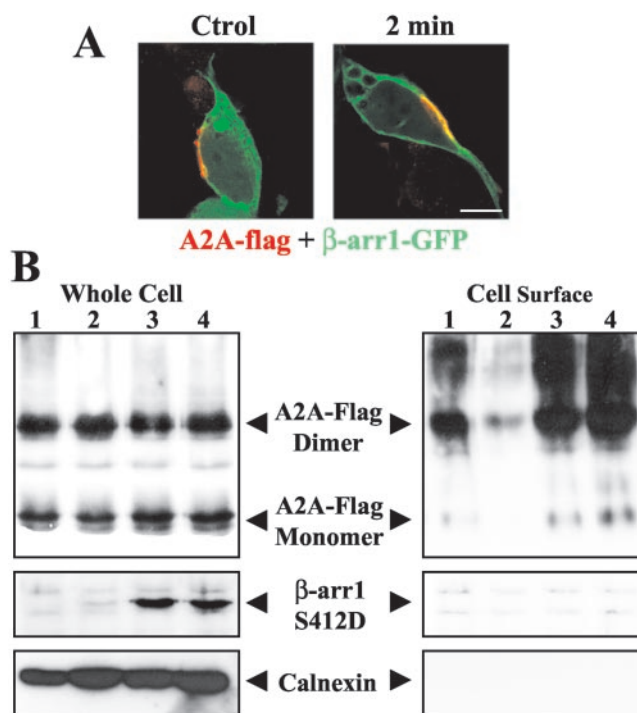 A
Ctrol
2 min
A2A-flag + β-arr1-GFP
B
Whole Cell
Cell Surface
1 2 3 4
1 2 3 4
A2A-Flag
Dimer
A2A-Flag
Monomer
β-arr1
S412D
Calnexin